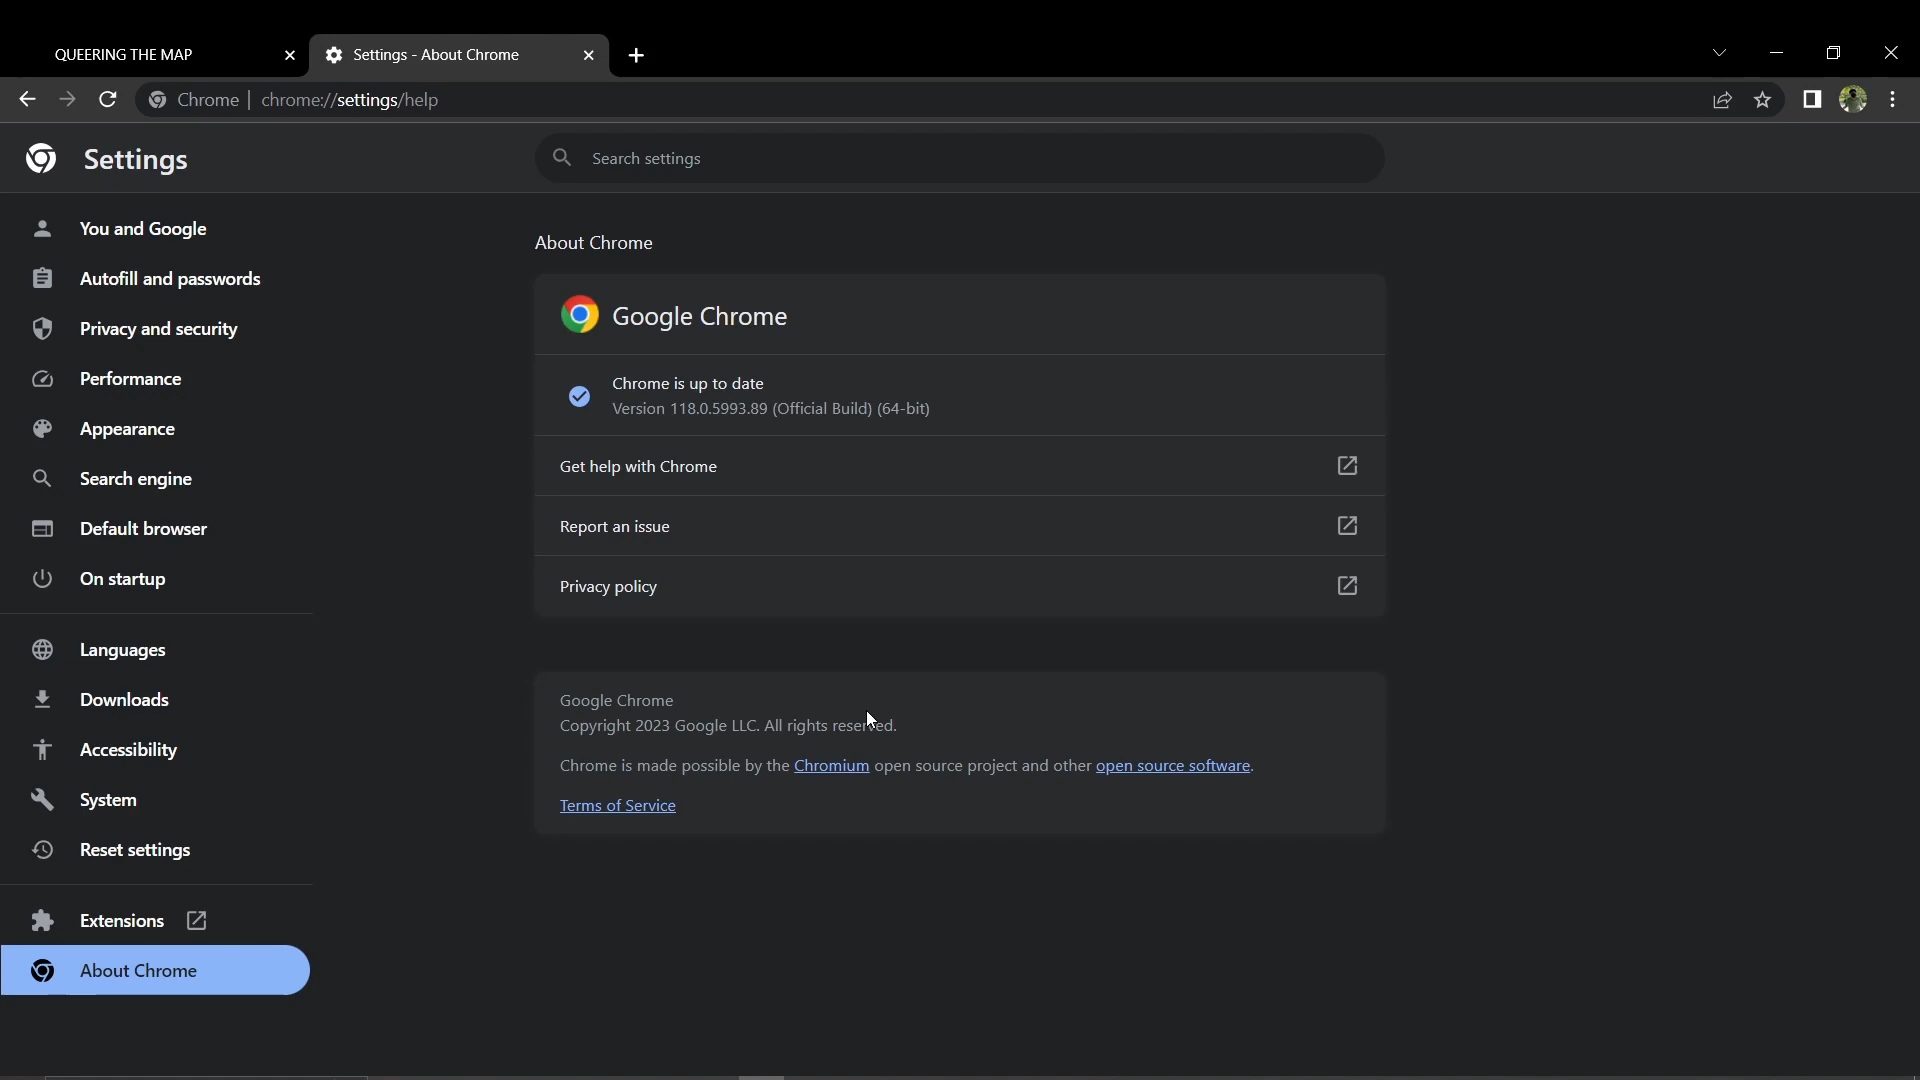 QUEERING THE MAP
Settings - About Chrome
Chrome
chrome://settings/help
Settings
Search settings
You and Google
Autofill and passwords
Privacy and security
Performance
Appearance
Search engine
Default browser
On startup
Languages
Downloads
Accessibility
System
Reset settings
Extensions
About Chrome
About Chrome
Google Chrome
Chrome is up to date
Version 118.0.5993.89 (Official Build) (64-bit)
Get help with Chrome
Report an issue
Privacy policy
Google Chrome
Copyright 2023 Google LLC. All rights reserved.
Chrome is made possible by the Chromium open source project and other open source software.
Terms of Service